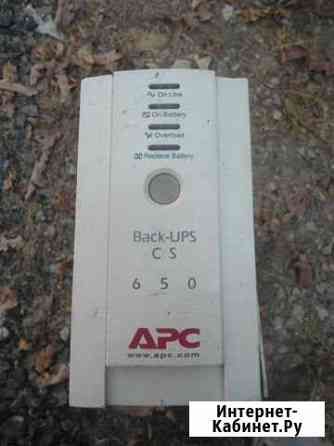 On Line
On Battery
Overload
Replace Battery
Back-UPS
C S
6 5 0
APC
www.apc.com
Интернет-
Кабинет.Ру